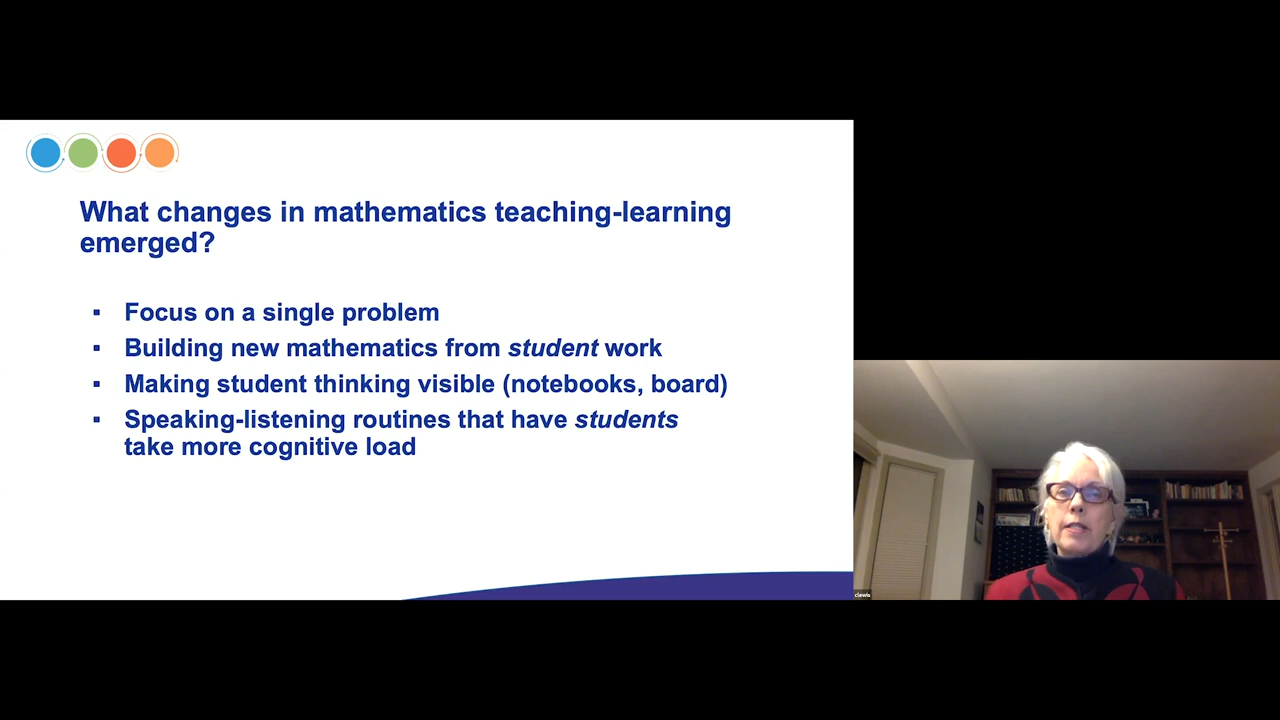 What changes in mathematics teaching-learning
emerged?
▪ Focus on a single problem
▪ Building new mathematics from student work
▪ Making student thinking visible (notebooks, board)
▪ Speaking-listening routines that have students
take more cognitive load
clewis